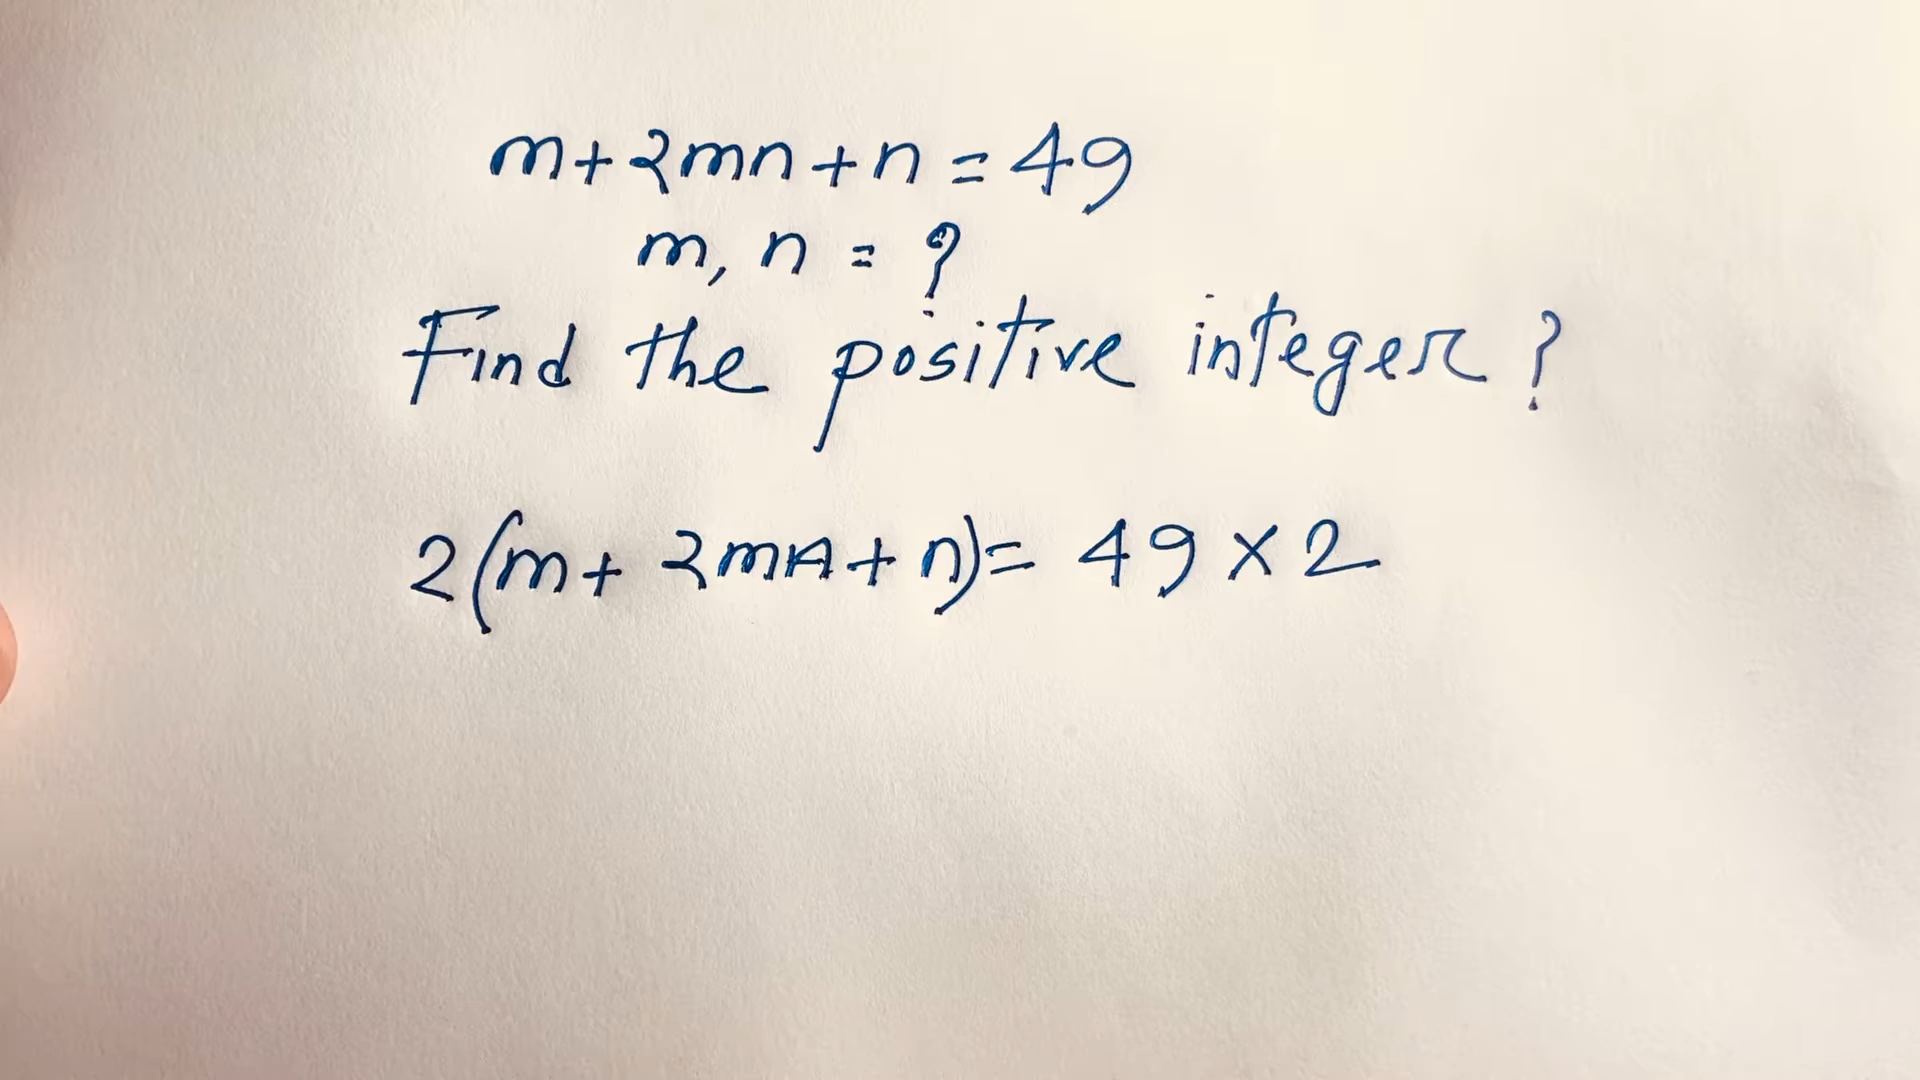 m+2mn+n=49
m, n = ?
Find the positive integer?
2(m+2mn+n)=49×2